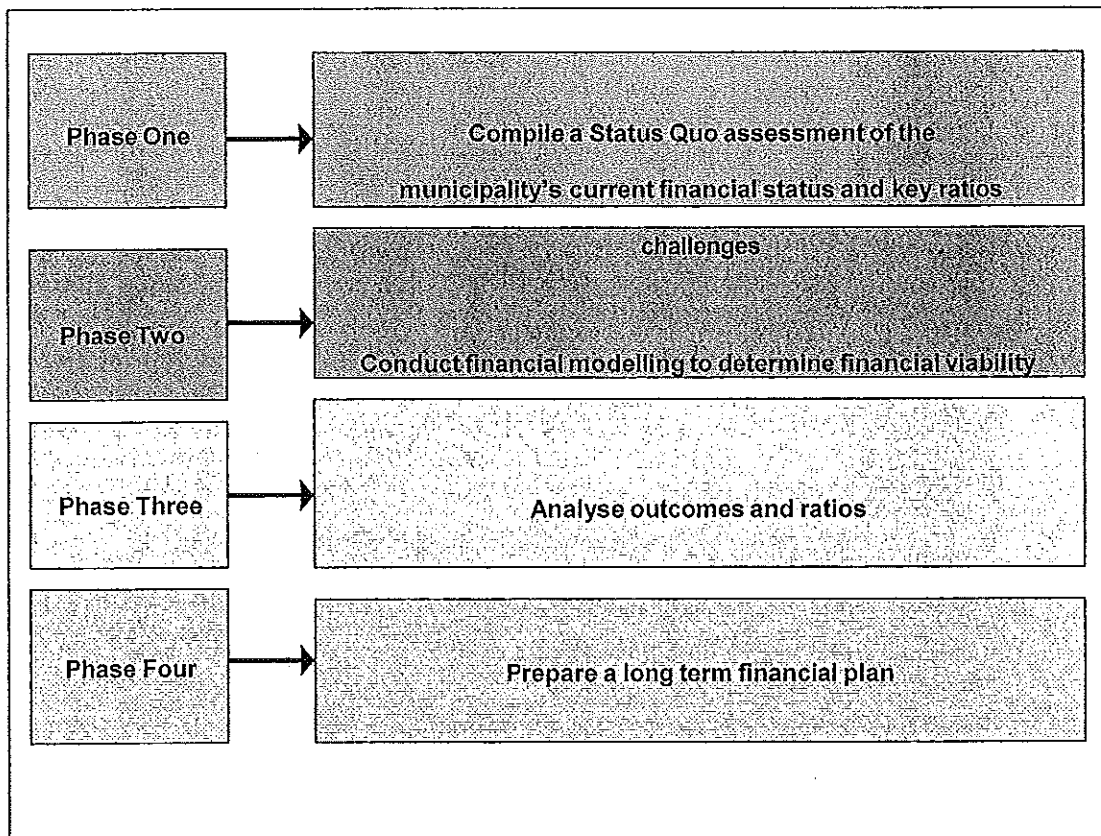 Phase One
Compile a Status Quo assessment of the
municipality's current financial status and key ratios
challenges
Phase Two
Conduct financial modelling to determine financial viability
Phase Three
Analyse outcomes and ratios
Phase Four
Prepare a long term financial plan